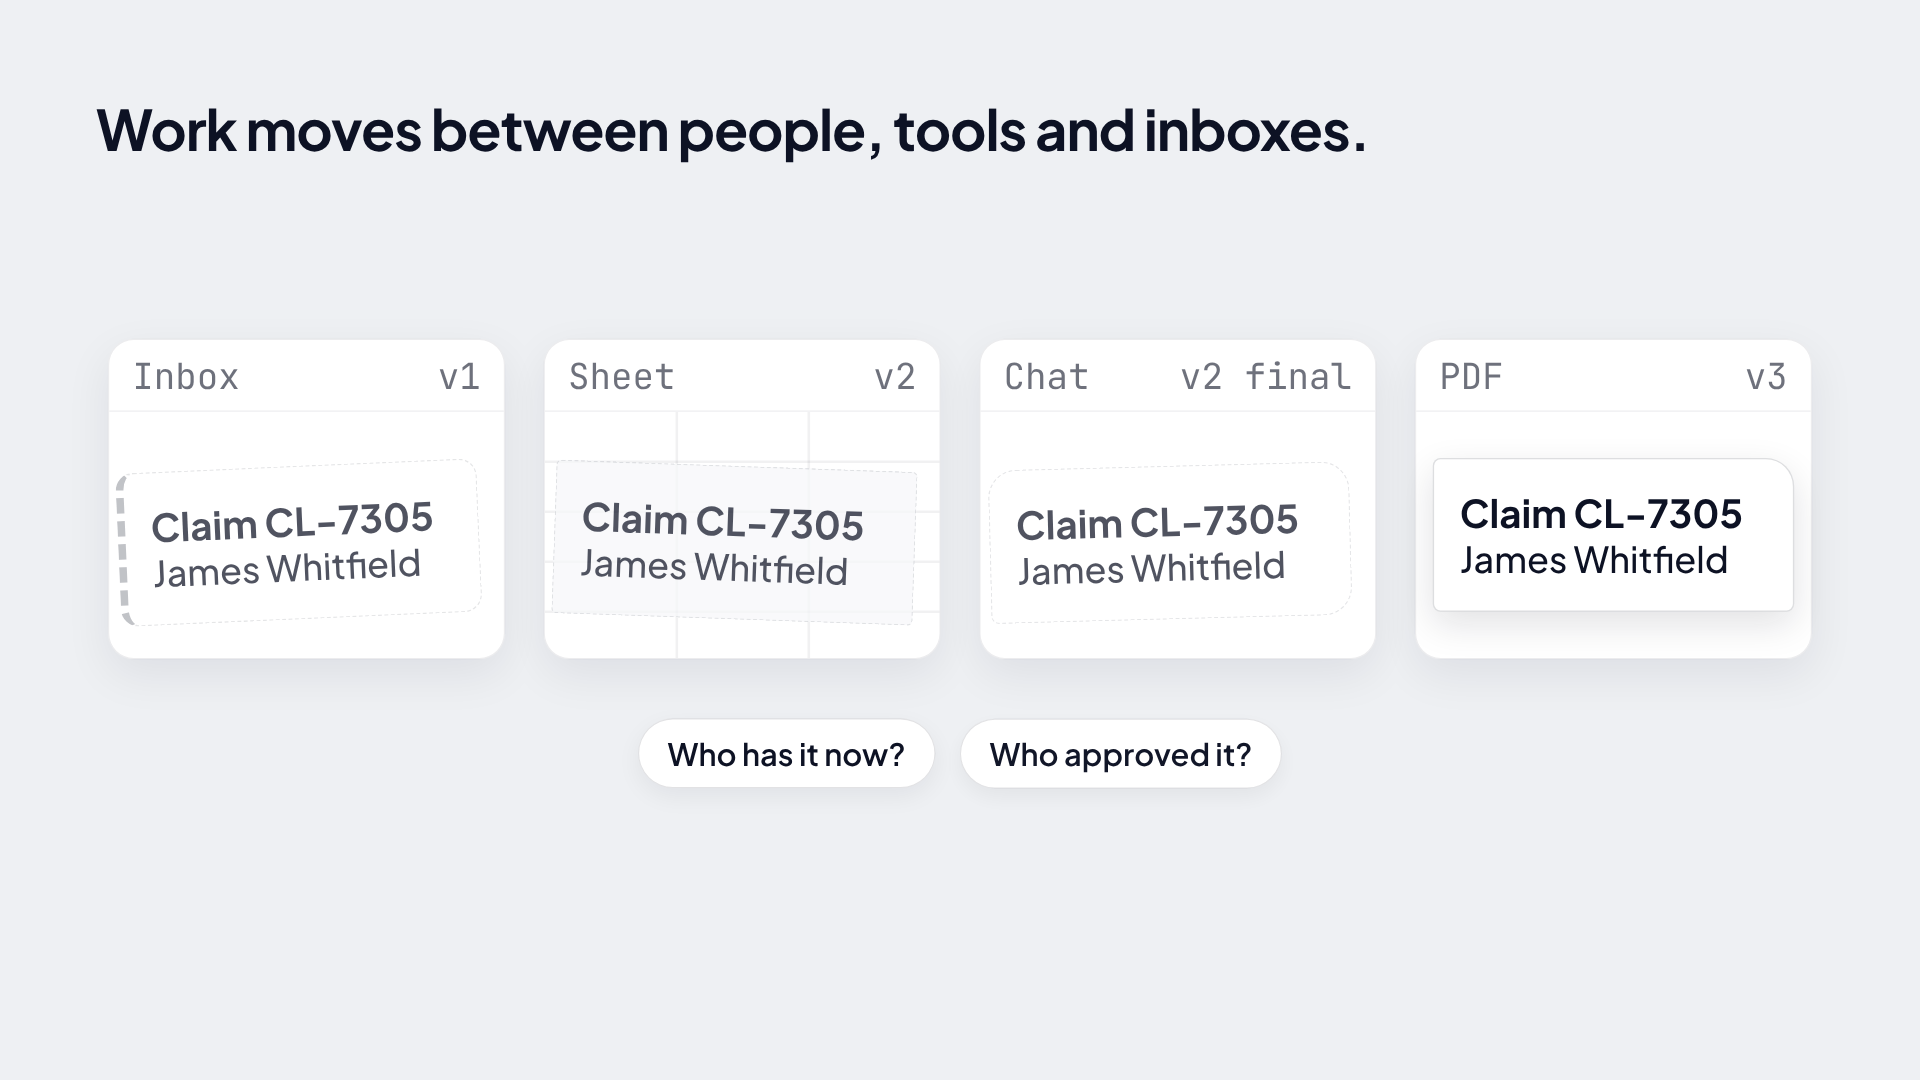 Work moves between people, tools and inboxes.
Inbox v1
Claim CL-7305
James Whitfield
Sheet v2
Claim CL-7305
James Whitfield
Chat v2 final
Claim CL-7305
James Whitfield
PDF v3
Claim CL-7305
James Whitfield
Who has it now?
Who approved it?